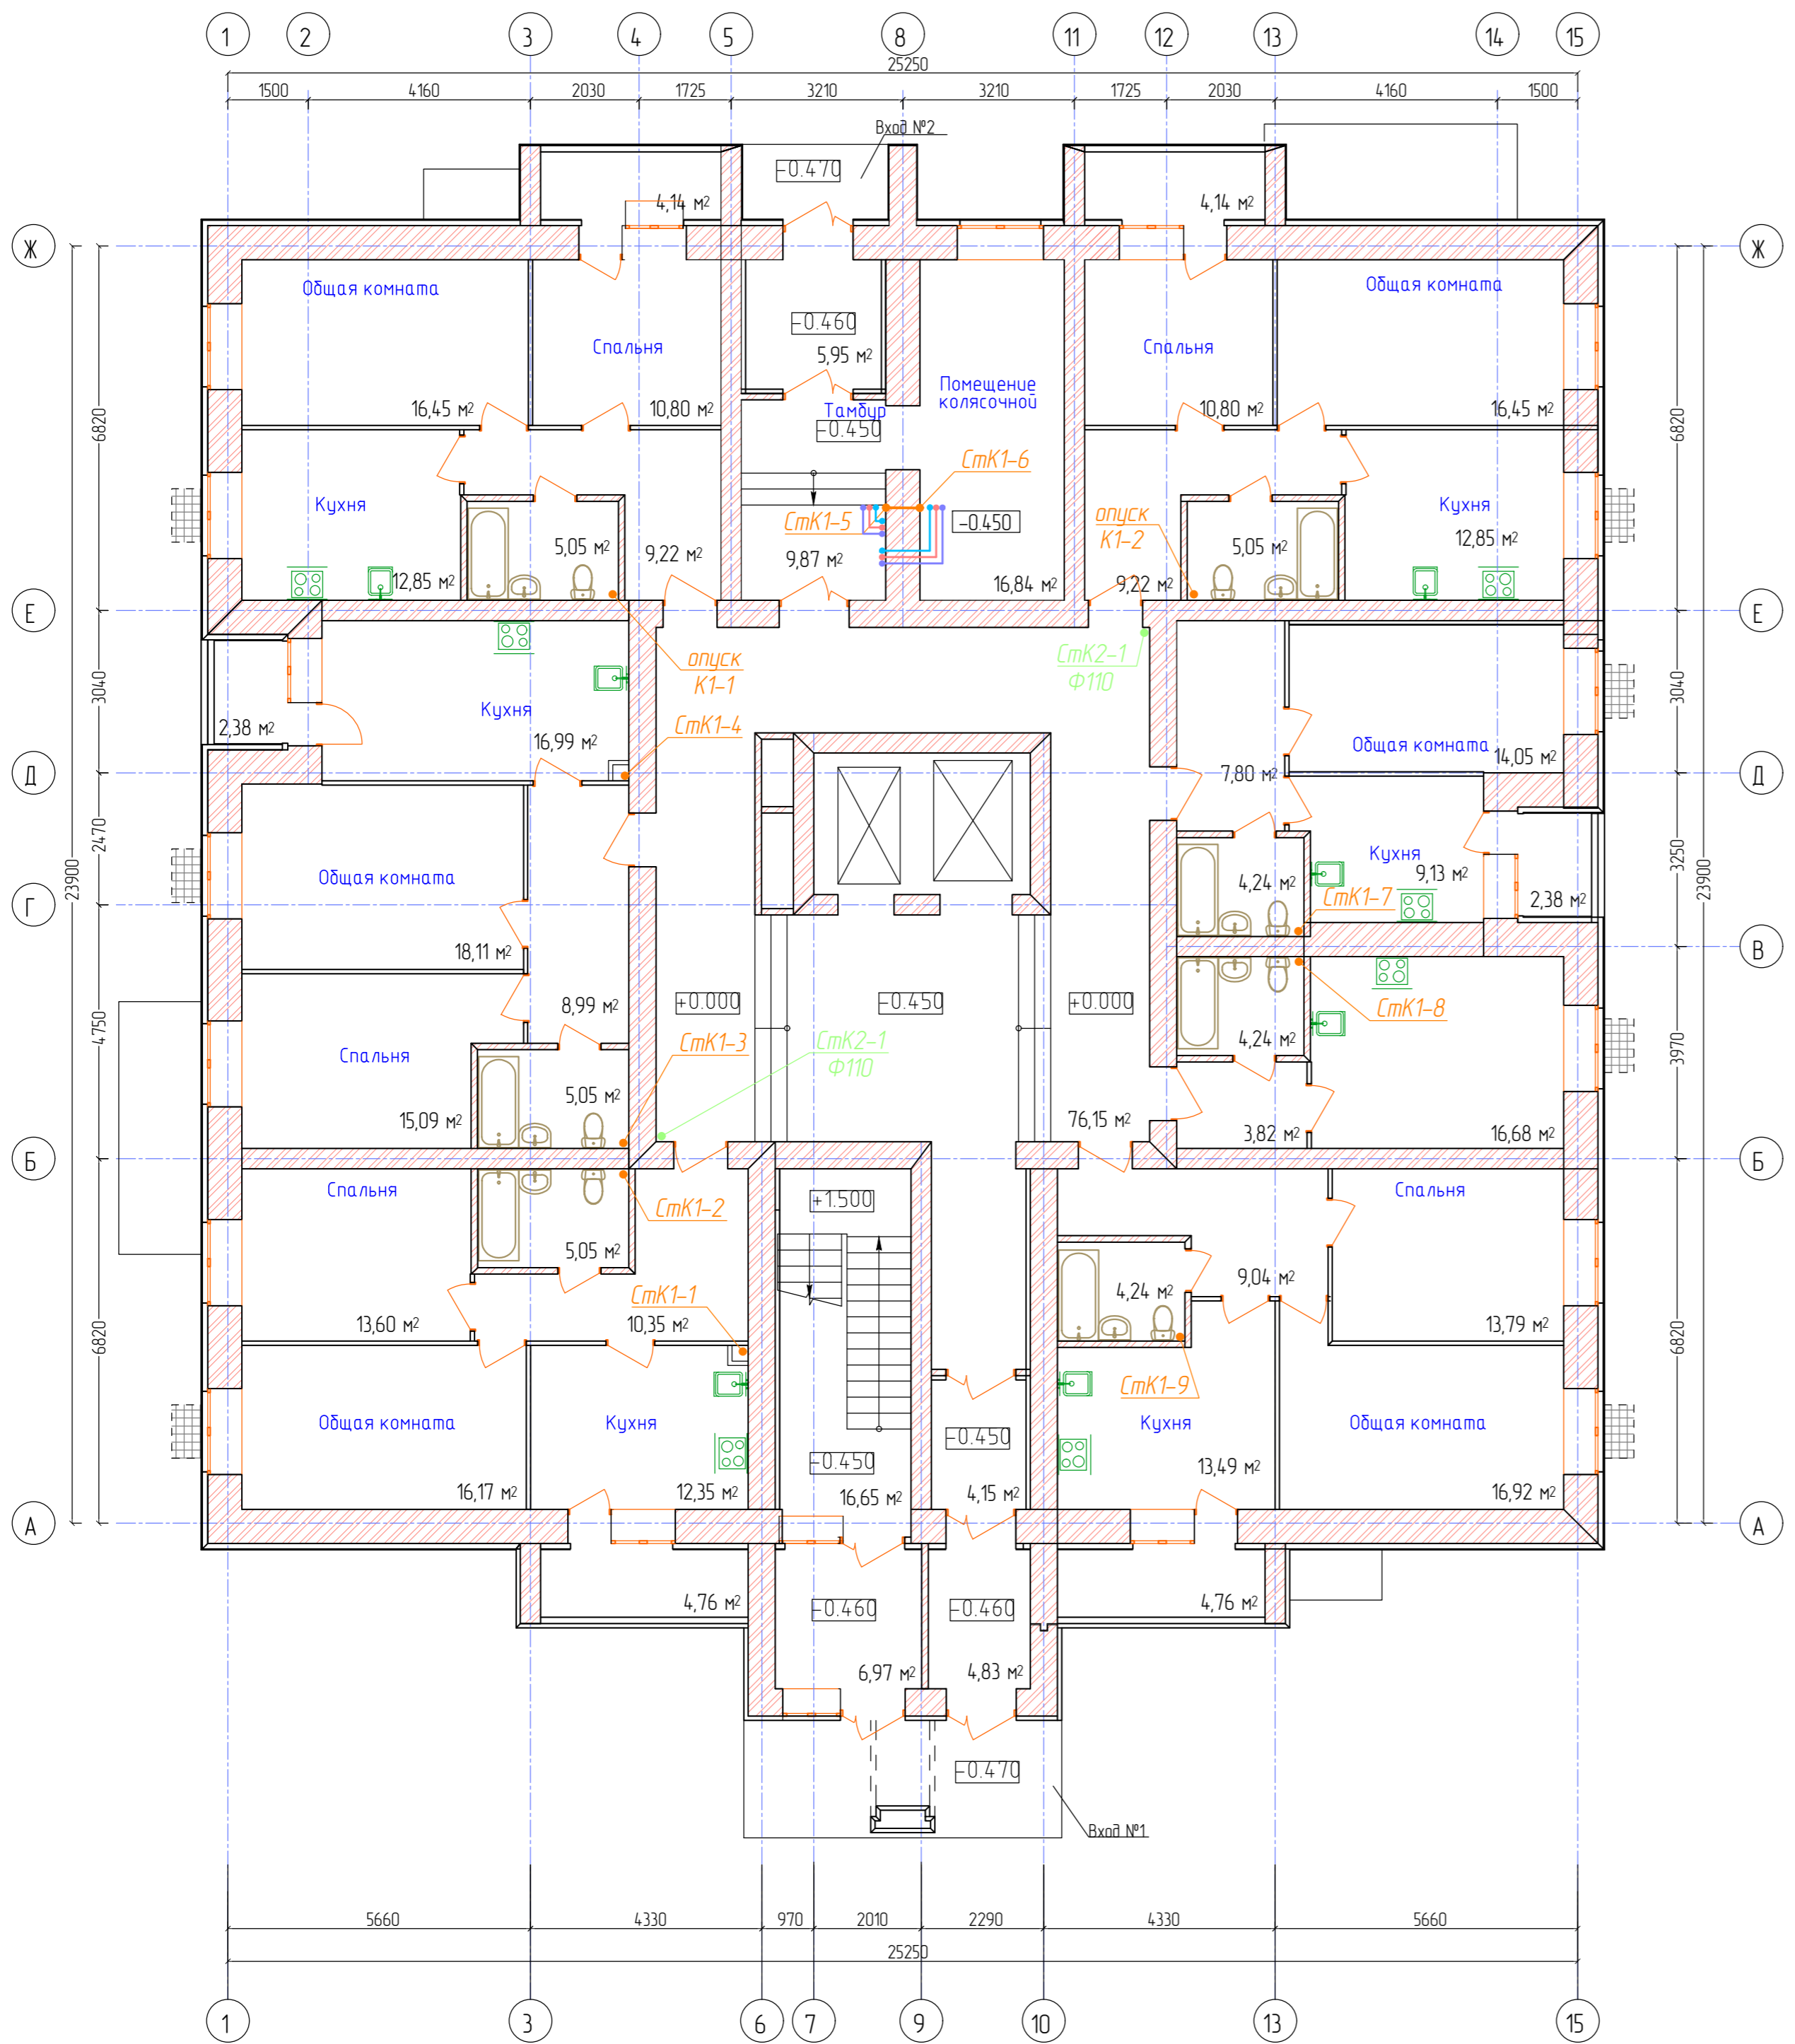 1 2 3 4 5 8 11 12 13 14 15
25250
1500 4160 2030 1725 3210 3210 1725 2030 4160 1500
Вход №2
-0.470
4,14 м²
4,14 м²
Ж
Ж
Общая комната
Общая комната
-0.460
Спальня
5,95 м²
Спальня
Помещение
колясочной
16,45 м²
10,80 м²
Тамбур
10,80 м²
16,45 м²
6820
-0.450
6820
СтК1-6
Кухня
СтК1-5
-0.450
опуск
К1-2
Кухня
5,05 м²
9,22 м²
9,87 м²
5,05 м²
12,85 м²
12,85 м²
16,84 м²
9,22 м²
Е
Е
опуск
К1-1
СтК2-1
Ф110
3040
3040
Кухня
2,38 м²
16,99 м²
СтК1-4
Общая комната
14,05 м²
Д
Д
7,80 м²
2470
3250
Кухня
Общая комната
4,24 м²
9,13 м²
23900
23900
Г
2,38 м²
СтК1-7
18,11 м²
В
8,99 м²
+0.000
-0.450
+0.000
СтК1-8
4750
3970
Спальня
СтК1-3
СтК2-1
Ф110
4,24 м²
5,05 м²
15,09 м²
76,15 м²
3,82 м²
16,68 м²
Б
Б
Спальня
СтК1-2
+1.500
Спальня
5,05 м²
9,04 м²
4,24 м²
СтК1-1
13,60 м²
10,35 м²
13,79 м²
6820
6820
СтК1-9
Общая комната
Кухня
Кухня
Общая комната
-0.450
-0.450
13,49 м²
16,17 м²
12,35 м²
16,65 м²
4,15 м²
16,92 м²
А
А
4,76 м²
-0.460
-0.460
4,76 м²
6,97 м²
4,83 м²
-0.470
Вход №1
5660 4330 970 2010 2290 4330 5660
25250
1 3 6 7 9 10 13 15